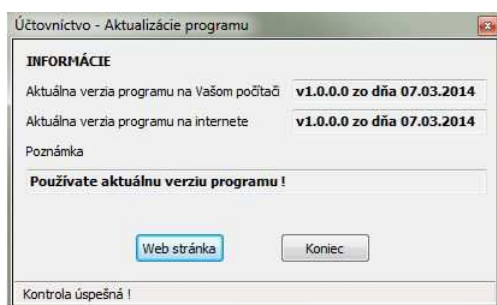 Účtovníctvo - Aktualizácie programu
INFORMÁCIE
Aktuálna verzia programu na Vašom počítači v1.0.0.0 zo dňa 07.03.2014
Aktuálna verzia programu na internete v1.0.0.0 zo dňa 07.03.2014
Poznámka
Používate aktuálnu verziu programu !
Web stránka Koniec
Kontrola úspešná !